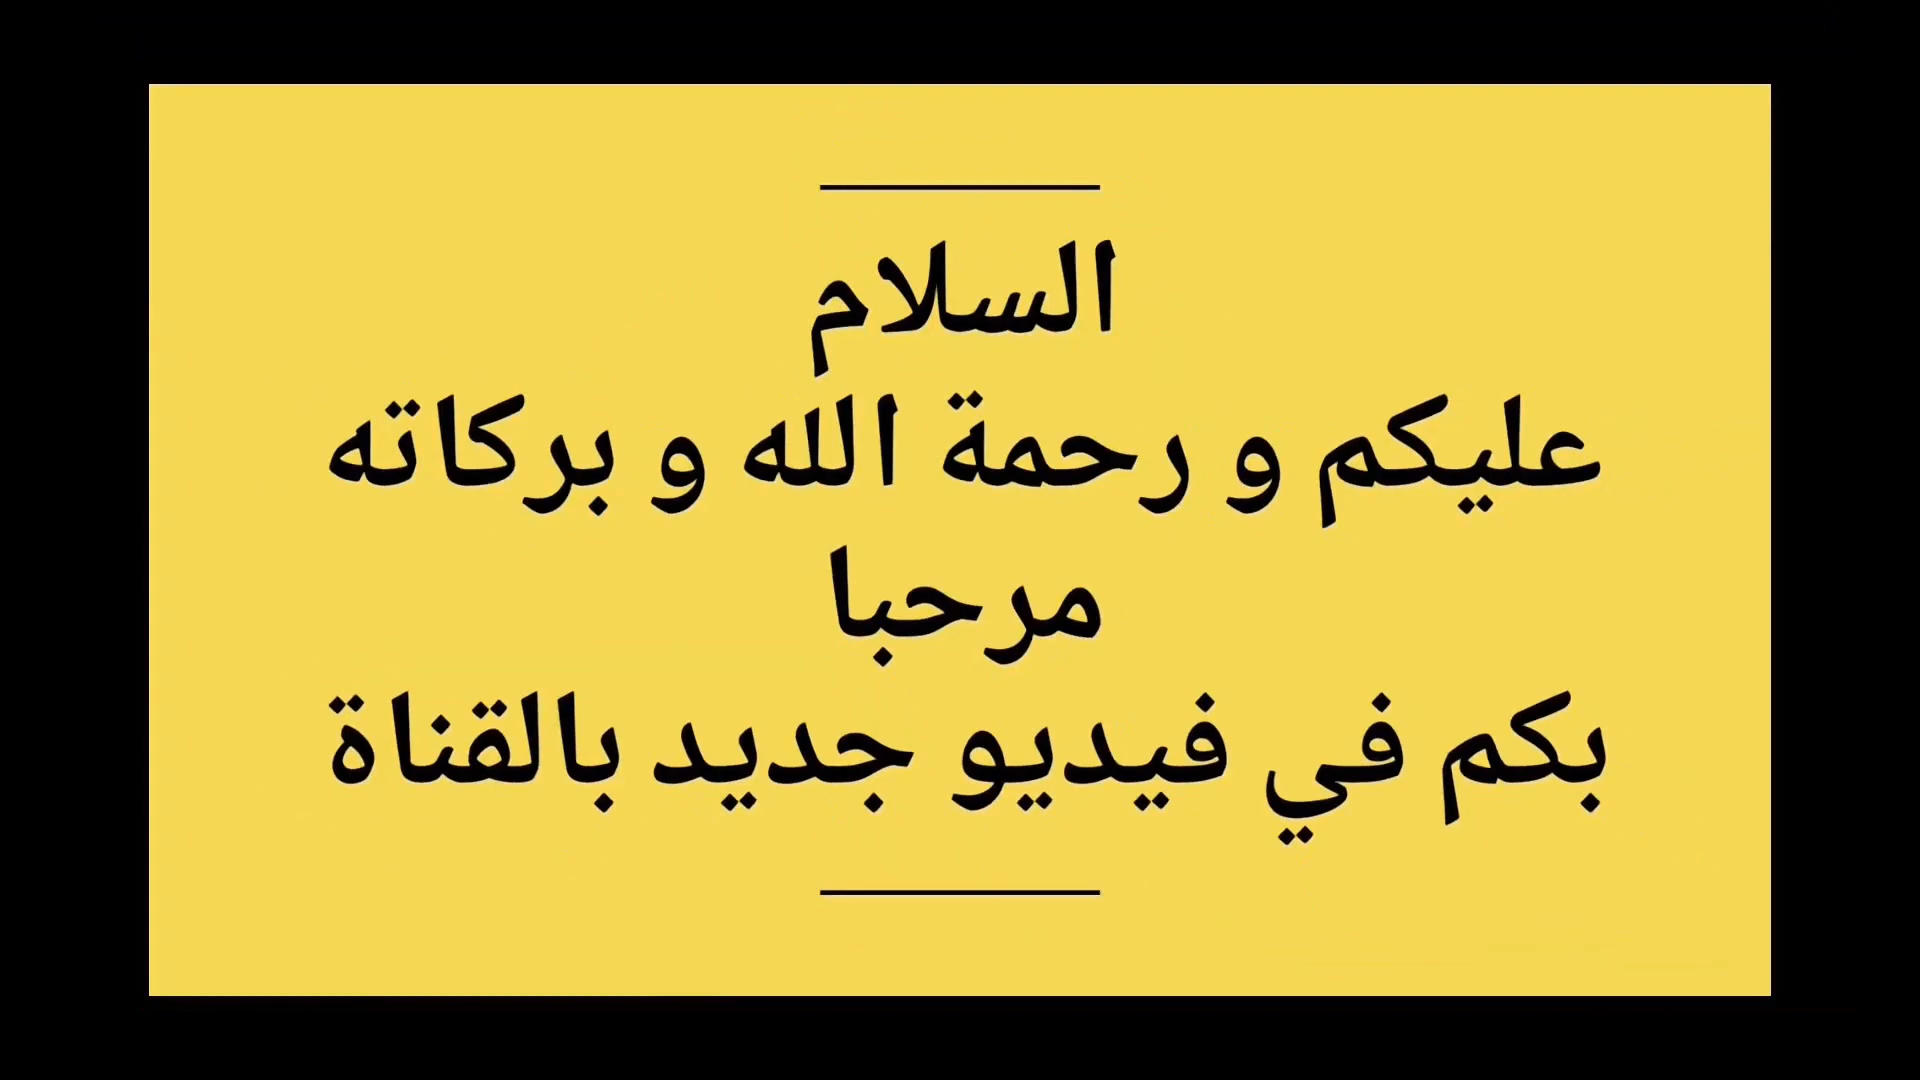 السلام
عليكم و رحمة الله و بركاته
مرحبا
بكم في فيديو جديد بالقناة